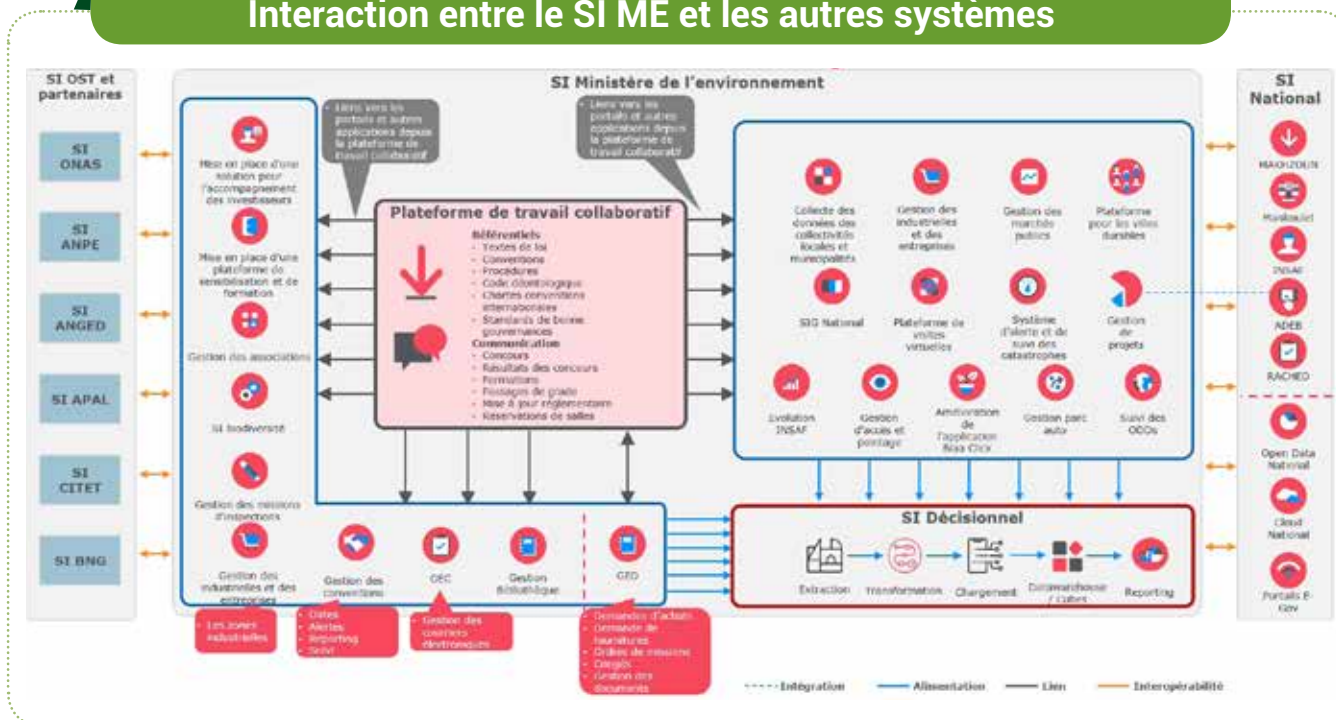 Interaction entre le SI ME et les autres systèmes
SI OST et
partenaires
SI
ONAS
SI
ANPE
SI
ANGED
SI APAL
SI
CITET
SI BNG
SI Ministère de l'environnement
Mise en place d'une
solution pour
l'accompagnement
des investisseurs
Mise en place d'une
plateforme de
sensibilisation et de
formation
Gestion des associations
SI biodiversité
Gestion des missions
d'inspections
Gestion des
industrielles et des
entreprises
- Liens vers les
portails et autres
applications depuis
la plateforme de
travail collaboratif
- Liens vers les
portails et autres
applications depuis
la plateforme de
travail collaboratif
Plateforme de travail collaboratif
Référentiels
- Textes de loi
- Conventions
- Procédures
- Code déontologique
- Chartes conventions
internationales
- Standards de bonne
gouvernances
Communication
- Concours
- Résultats des concours
- Formations
- Passages de grade
- Mise à jour réglementaire
- Réservations de salles
Collecte des
données des
collectivités
locales et
municipalités
Gestion des
industrielles
et des
entreprises
Gestion des
marchés
publics
Plateforme
pour les villes
durables
SIG National
Plateforme de
visites
virtuelles
Système
d'alerte et de
suivi des
catastrophes
Gestion
de
projets
Evolution
INSAF
Gestion
d'accès et
pointage
Amélioration
de
l'application
Gestion parc
auto
Suivi des
ODDs
Gestion des
conventions
GEC
Gestion
Bibliothèque
GED
- Les zones
industrielles
- Dates
- Alertes
- Reporting
- Suivi
- Gestion des
courriers
électroniques
- Demandes d'achats
- Demande de
fournitures
- Ordres de missions
- Congés
- Gestion des
documents
SI Décisionnel
Extraction
Transformation
Chargement
Datawarehouse
/ Cubes
Reporting
SI
National
INSAF
ADEB
RACHED
Open Data
National
Cloud
National
Portails E-
Gov
Intégration
Alimentation
Lien
Interopérabilité